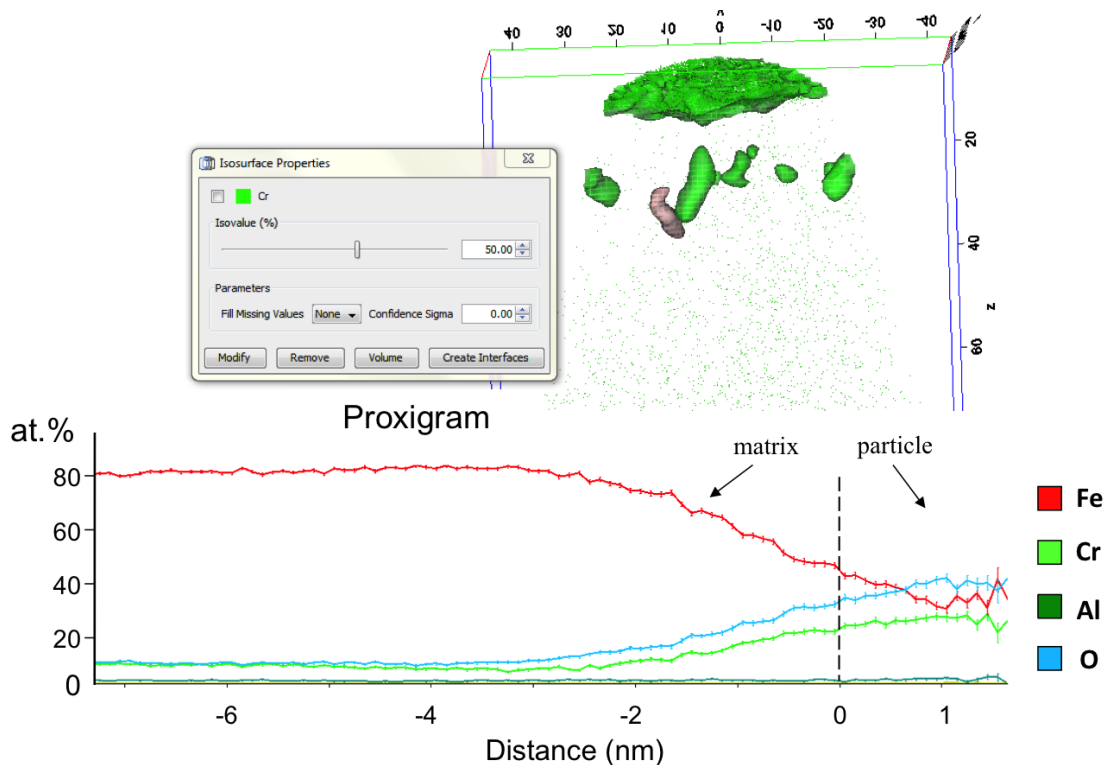 Y
40 30 20 10 0 -10 -20 -30 -40
20
40
60
Z
Isosurface Properties
Cr
Isovalue (%)
50.00
Parameters
Fill Missing Values None Confidence Sigma 0.00
Modify Remove Volume Create Interfaces
Proxigram
at.%
matrix particle
80
60
40
20
0
Fe
Cr
Al
O
-6 -4 -2 0 1
Distance (nm)